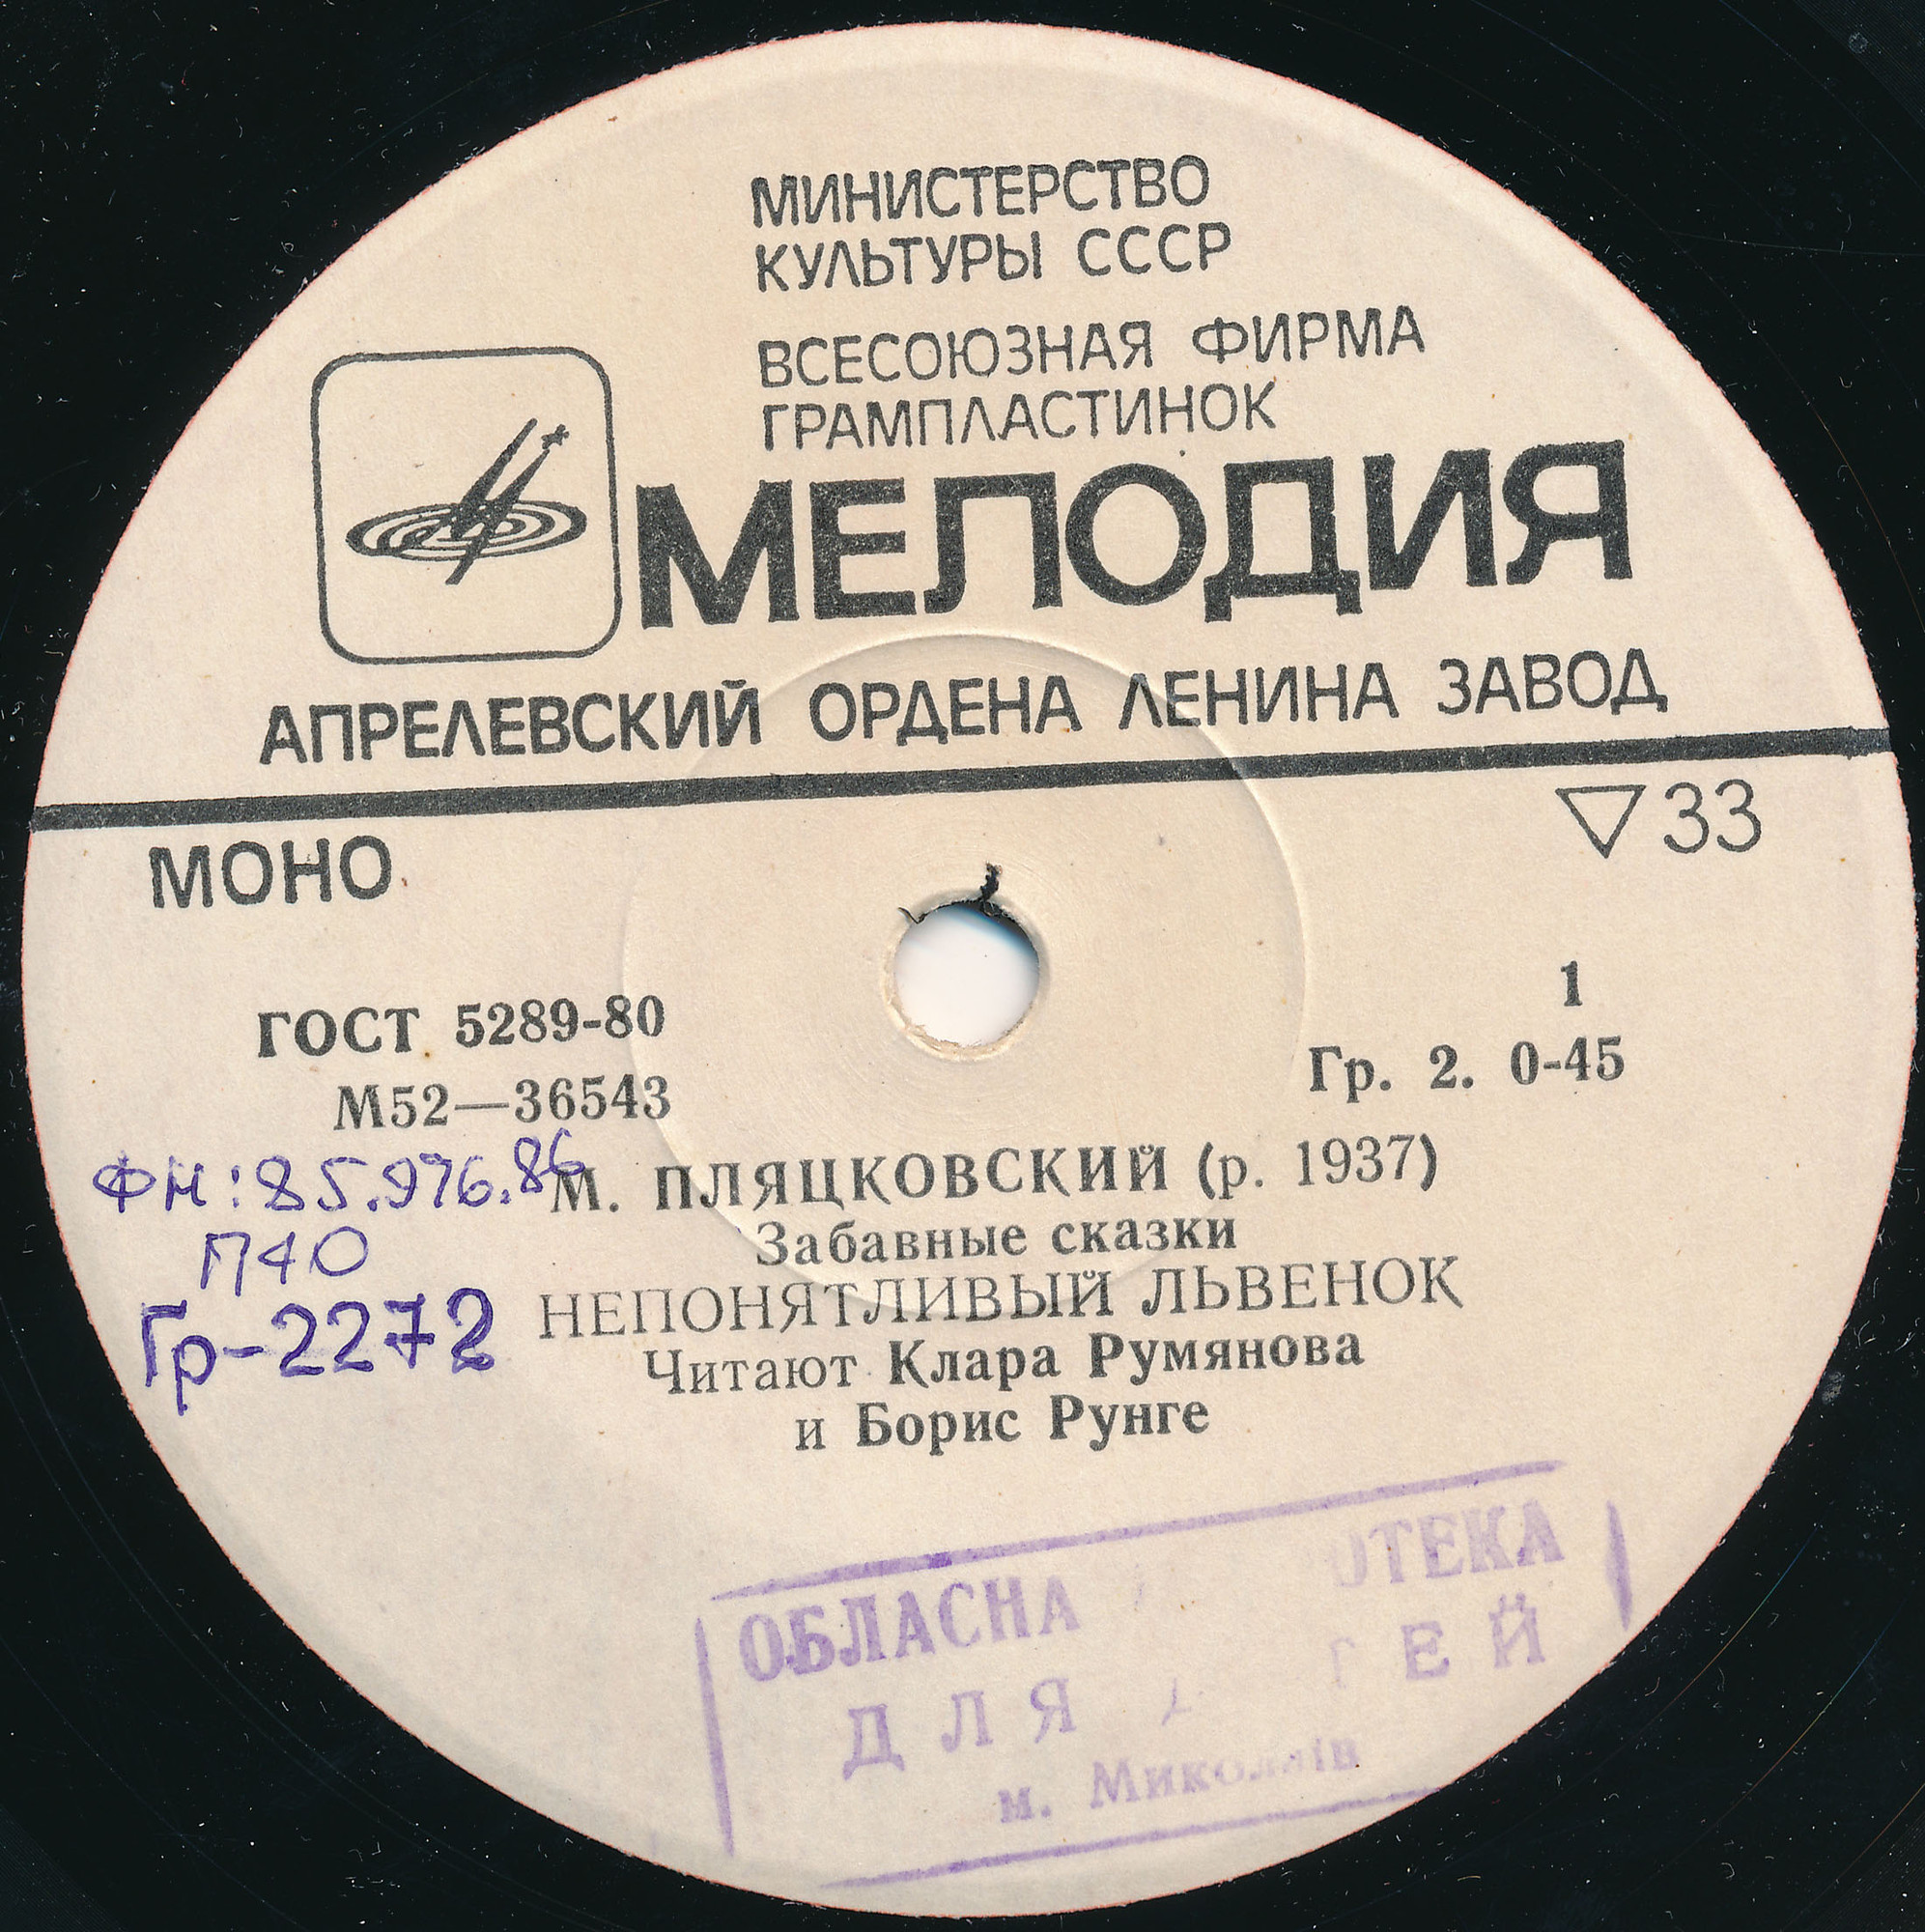 МИНИСТЕРСТВО
КУЛЬТУРЫ СССР
ВСЕСОЮЗНАЯ ФИРМА
ГРАМПЛАСТИНОК
МЕЛОДИЯ
АПРЕЛЕВСКИЙ ОРДЕНА ЛЕНИНА ЗАВОД
МОНО
▽33
ГОСТ 5289-80
М52—36543
1
Гр. 2. 0-45
ФН:85.976.86
П40
Гр-2272
М. ПЛЯЦКОВСКИЙ (р. 1937)
Забавные сказки
НЕПОНЯТЛИВЫЙ ЛЬВЕНОК
Читают Клара Румянова
и Борис Рунге
ОБЛАСНА
ДЛЯ
м. Миколаїв